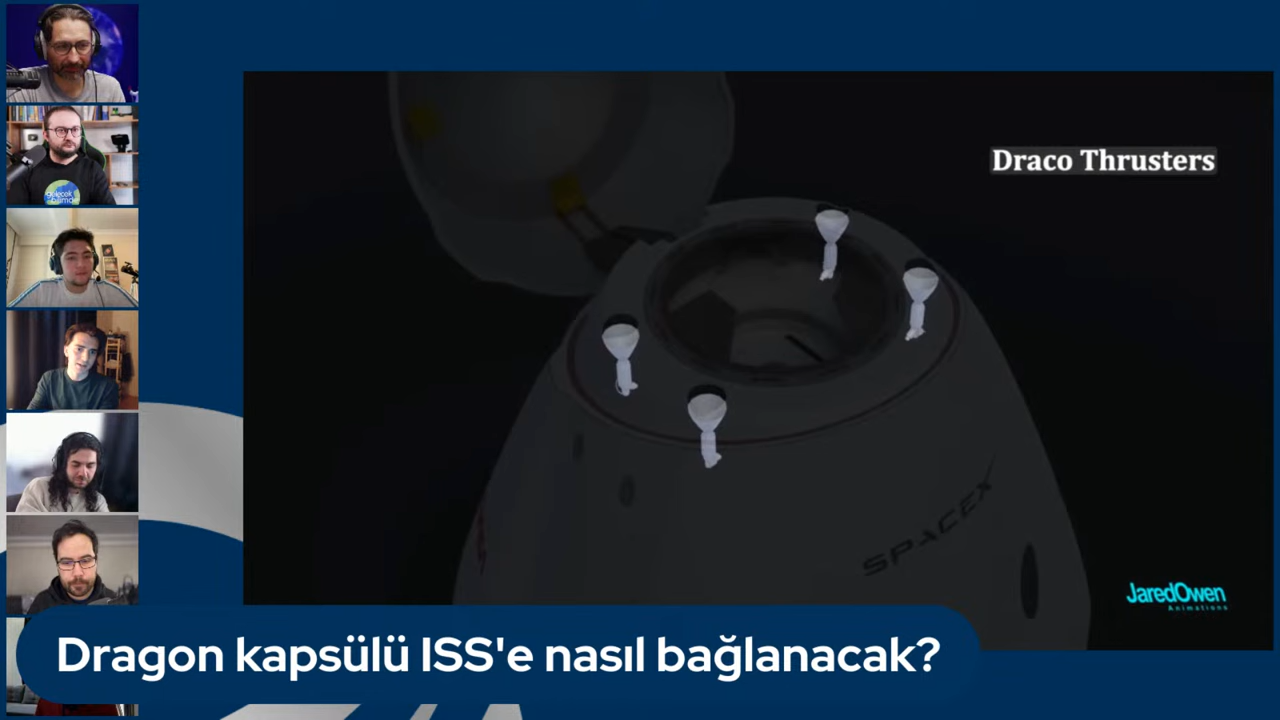 Draco Thrusters
SPACEX
JaredOwen
Animations
Dragon kapsülü ISS'e nasıl bağlanacak?